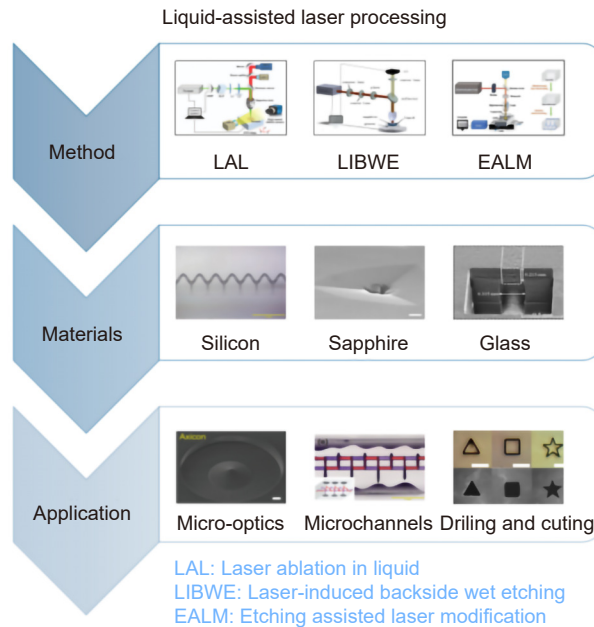 Liquid-assisted laser processing
Method
LAL
LIBWE
EALM
Materials
Silicon
Sapphire
Glass
Application
Axicon
Micro-optics
Microchannels
Driling and cuting
LAL: Laser ablation in liquid
LIBWE: Laser-induced backside wet etching
EALM: Etching assisted laser modification